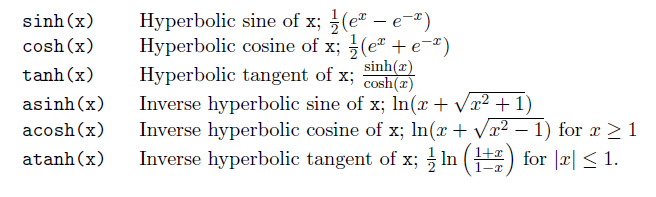 sinh(x) Hyperbolic sine of x; $\frac{1}{2}(e^x - e^{-x})$
cosh(x) Hyperbolic cosine of x; $\frac{1}{2}(e^x + e^{-x})$
tanh(x) Hyperbolic tangent of x; $\frac{\sinh(x)}{\cosh(x)}$
asinh(x) Inverse hyperbolic sine of x; $\ln(x + \sqrt{x^2 + 1})$
acosh(x) Inverse hyperbolic cosine of x; $\ln(x + \sqrt{x^2 - 1})$ for $x \geq 1$
atanh(x) Inverse hyperbolic tangent of x; $\frac{1}{2} \ln \left( \frac{1+x}{1-x} \right)$ for $|x| \leq 1$.